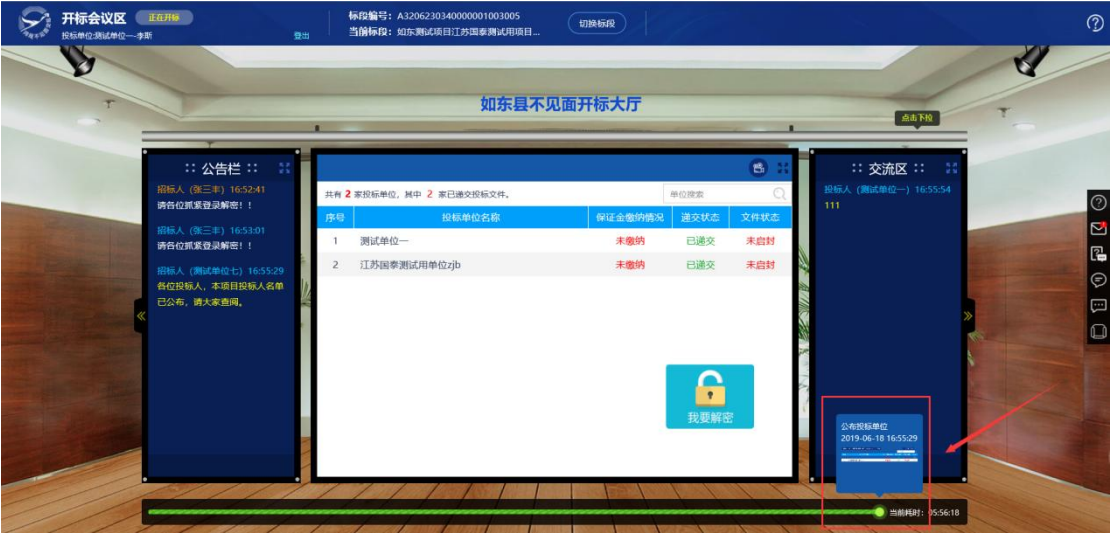 开标会议区 正在开标
投标单位:测试单位一--李斯
登出
标段编号：A3206230340000001003005
当前标段：如东测试项目江苏国泰测试用项目...
切换标段
如东县不见面开标大厅
点击下拉
:: 公告栏 ::
招标人（张三丰）16:52:41
请各位抓紧登录解密！！
招标人（张三丰）16:53:01
请各位抓紧登录解密！！
招标人（测试单位七）16:55:29
各位投标人，本项目投标人名单
已公布，请大家查阅。
共有 2 家投标单位，其中 2 家已递交投标文件。
单位搜索
序号 投标单位名称 保证金缴纳情况 递交状态 文件状态
1 测试单位一 未缴纳 已递交 未启封
2 江苏国泰测试用单位zjb 未缴纳 已递交 未启封
我要解密
:: 交流区 ::
投标人（测试单位一）16:55:54
111
公布投标单位
2019-06-18 16:55:29
当前耗时：05:56:18